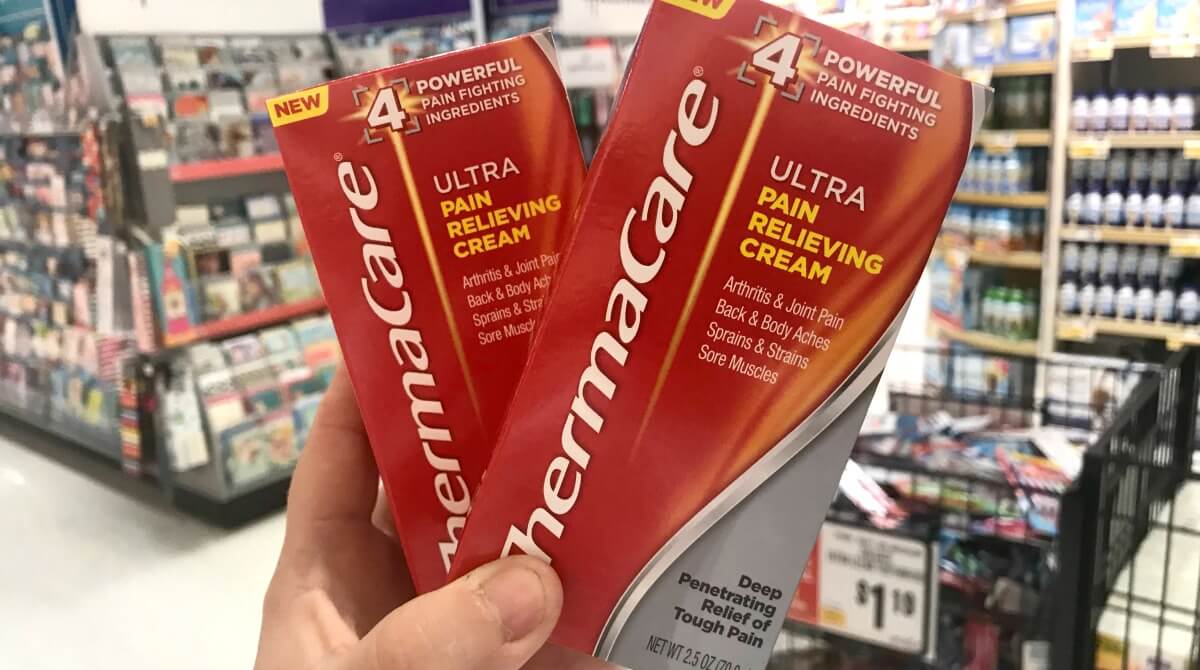 NEW
4 POWERFUL
PAIN FIGHTING
INGREDIENTS
ThermaCare®
ULTRA
PAIN
RELIEVING
CREAM
Arthritis & Joint Pain
Back & Body Aches
Sprains & Strains
Sore Muscles
NEW
4 POWERFUL
PAIN FIGHTING
INGREDIENTS
hermaCare®
ULTRA
PAIN
RELIEVING
CREAM
Arthritis & Joint Pain
Back & Body Aches
Sprains & Strains
Sore Muscles
Deep
Penetrating
Relief of
Tough Pain
NET WT 2.5 OZ
$1